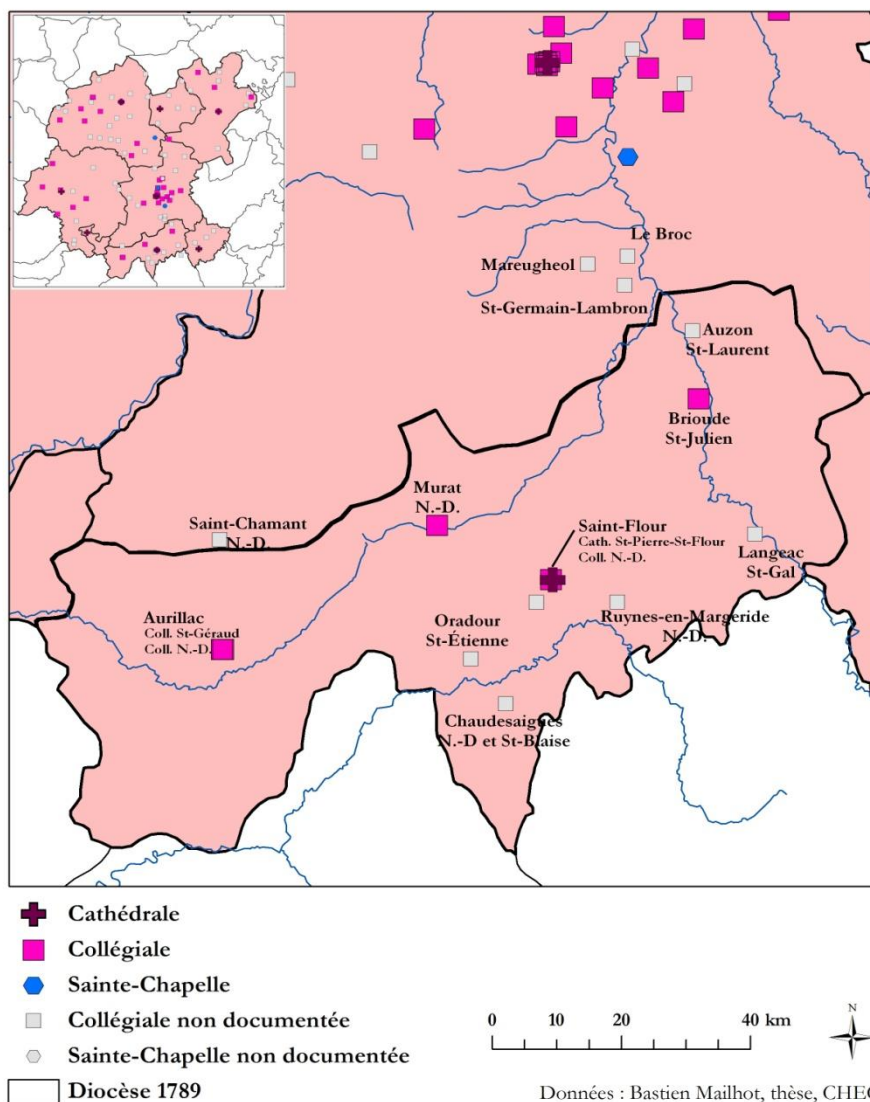 Le Broc
Mareugheol
St-Germain-Lambron
Auzon
St-Laurent
Brioude
St-Julien
Murat
N.-D.
Saint-Chamant
N.-D.
Saint-Flour
Cath. St-Pierre-St-Flour
Coll. N.-D.
Langeac
St-Gal
Aurillac
Coll. St-Géraud
Coll. N.-D.
Oradour
St-Étienne
Ruynes-en-Margeride
N.-D.
Chaudesaigues
N.-D et St-Blaise
Cathédrale
Collégiale
Sainte-Chapelle
Collégiale non documentée
Sainte-Chapelle non documentée
Diocèse 1789
0 10 20 40 km
N
Données : Bastien Mailhot, thèse, CHEC